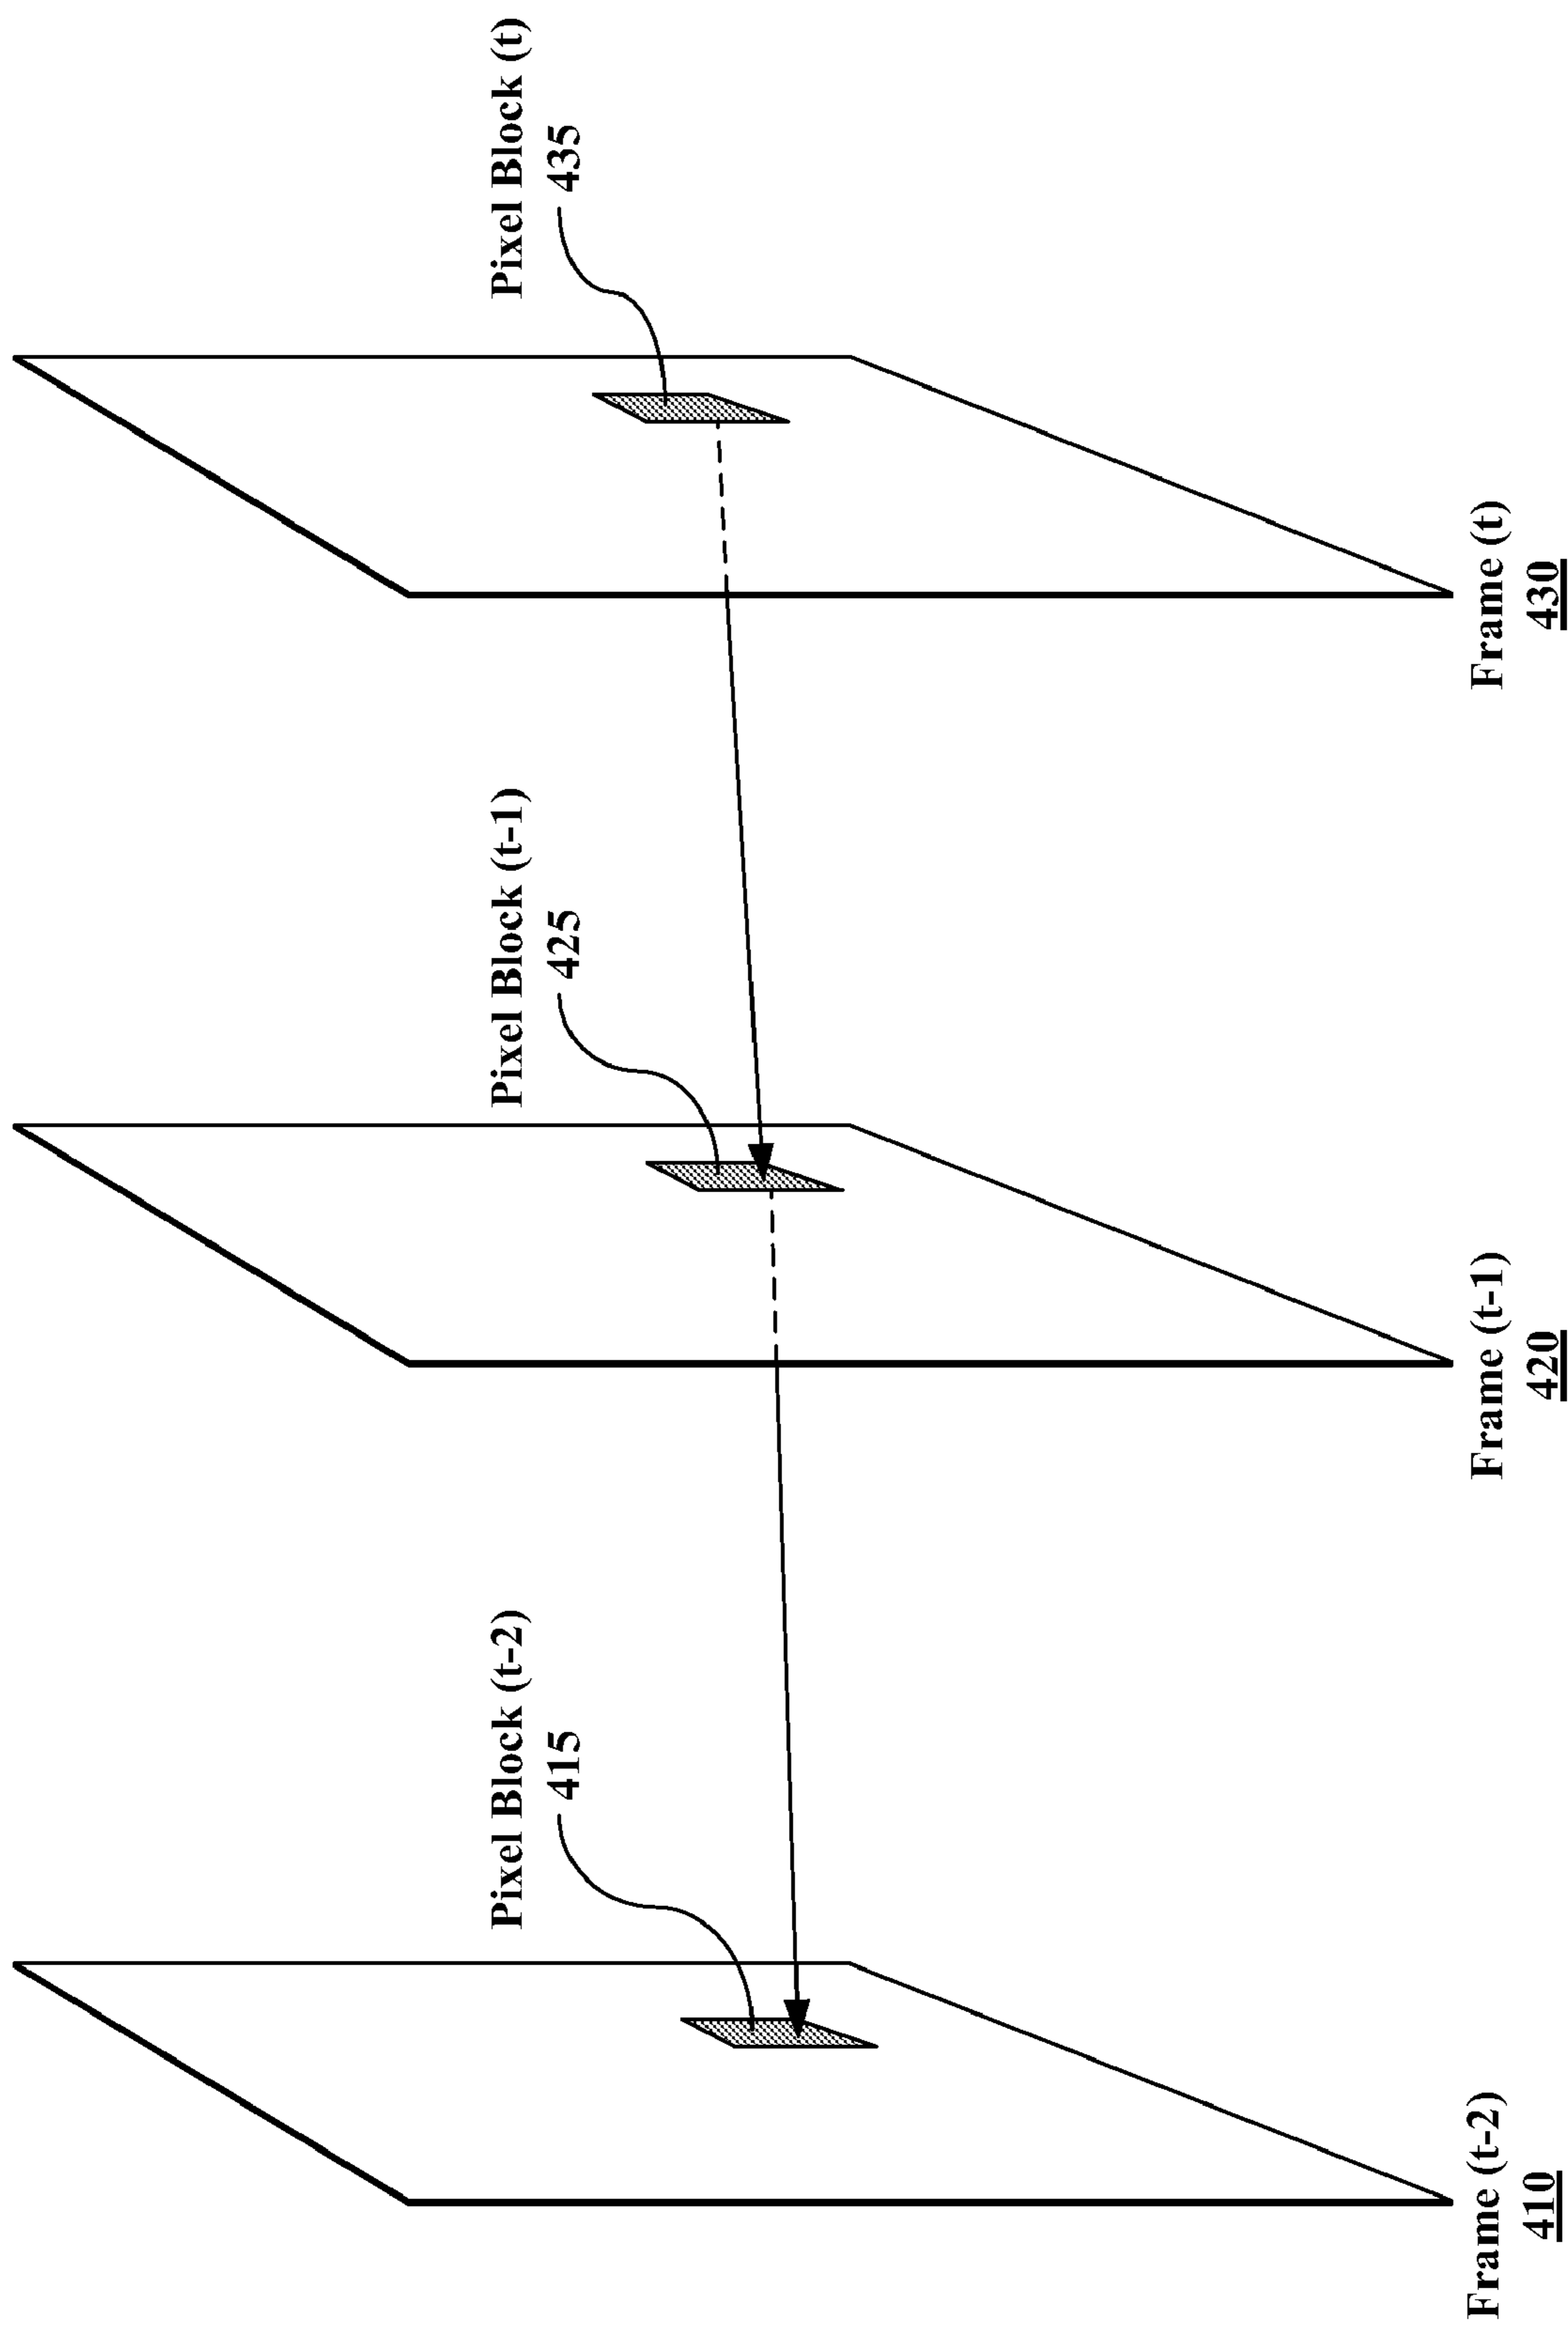 Pixel Block (t-2)
415
Pixel Block (t-1)
425
Pixel Block (t)
435
Frame (t-2)
410
Frame (t-1)
420
Frame (t)
430